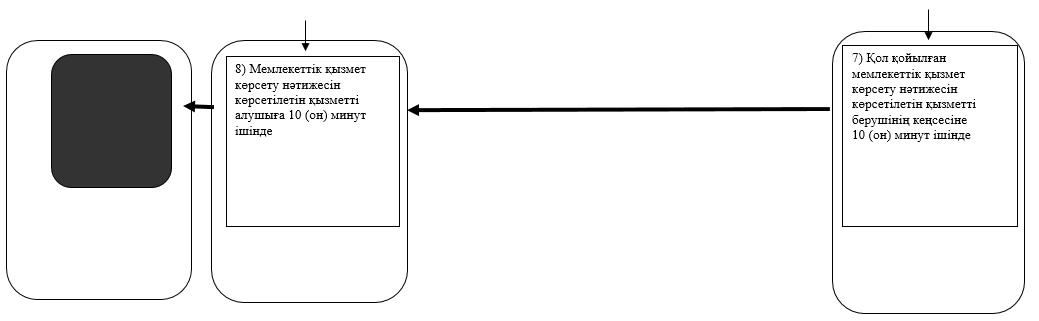 8) Мемлекеттік қызмет
көрсету нәтижесін
көрсетілетін қызметті
алушыға 10 (он) минут
ішінде
7) Қол қойылған
мемлекеттік қызмет
көрсету нәтижесін
көрсетілетін қызметті
берушінің кеңсесіне
10 (он) минут ішінде